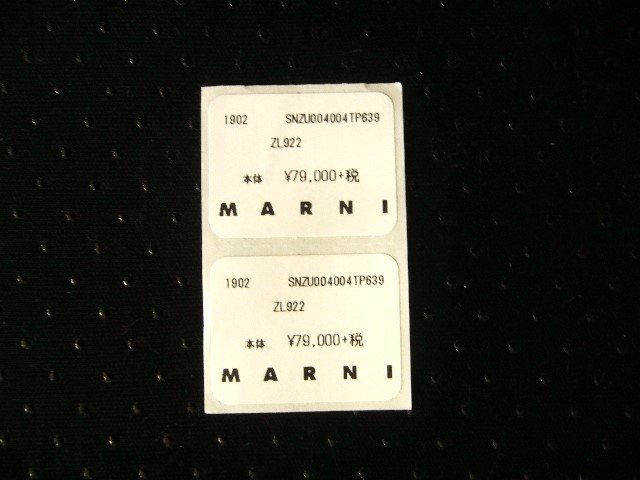 1902 SNZU004004TP639
ZL922
本体 ¥79,000+税
MARNI
1902 SNZU004004TP639
ZL922
本体 ¥79,000+税
MARNI